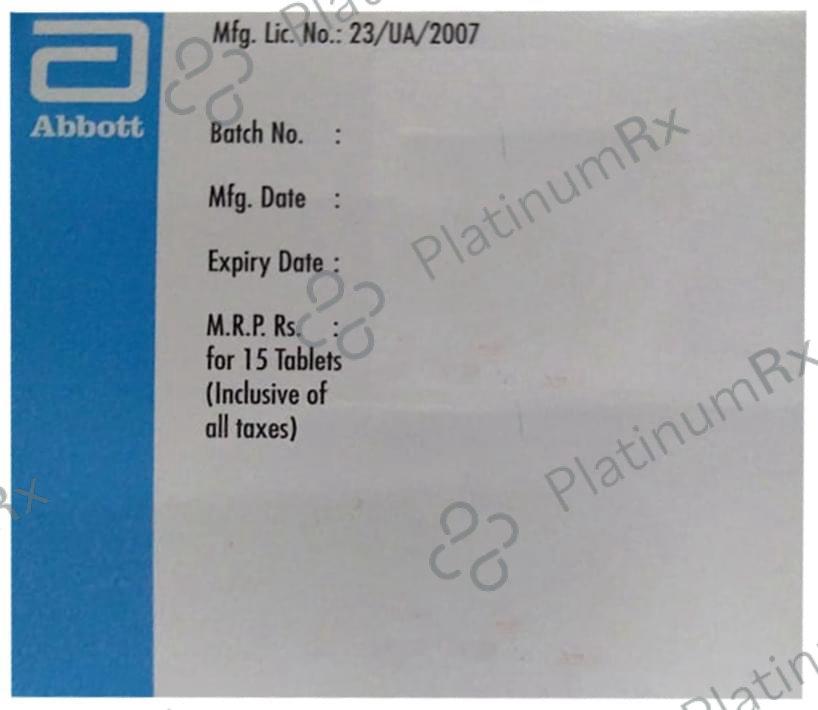 Mfg. Lic. No.: 23/UA/2007
Abbott
Batch No. :
Mfg. Date :
Expiry Date :
M.R.P. Rs. :
for 15 Tablets
(Inclusive of
all taxes)
PlatinumRx
PlatinumRx